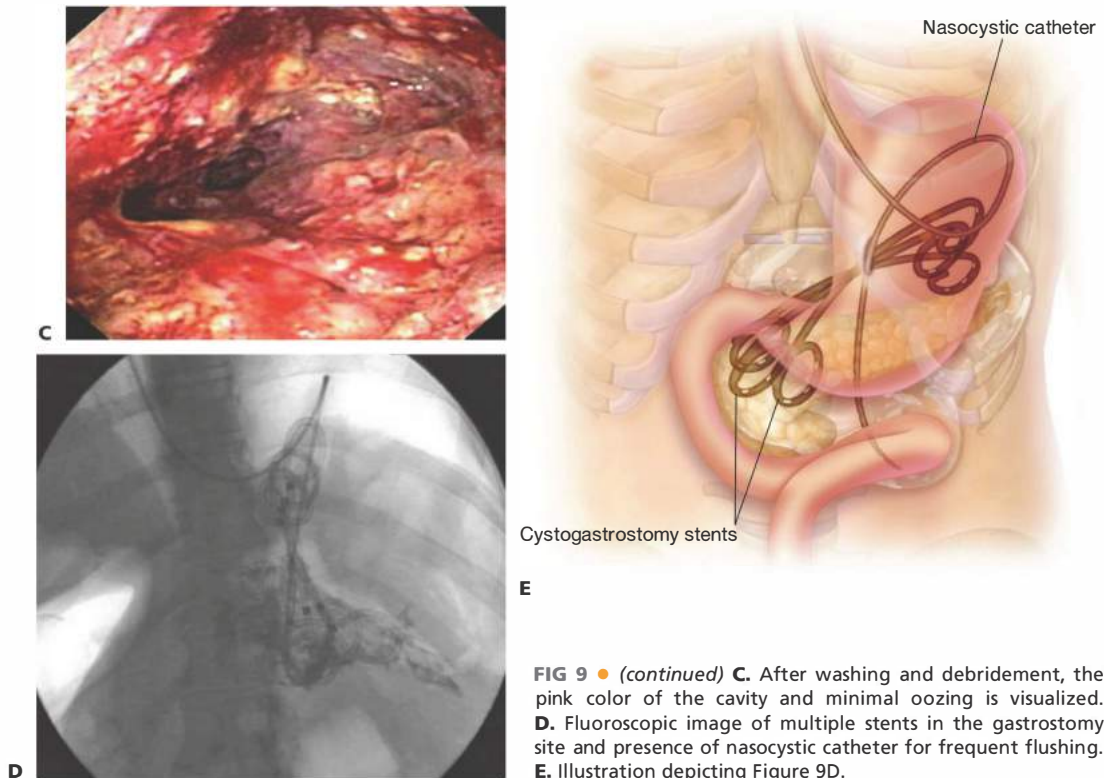 C
Nasocystic catheter
Cystogastrostomy stents
E
D
FIG 9 ● (continued) C. After washing and debridement, the
pink color of the cavity and minimal oozing is visualized.
D. Fluoroscopic image of multiple stents in the gastrostomy
site and presence of nasocystic catheter for frequent flushing.
E. Illustration depicting Figure 9D.